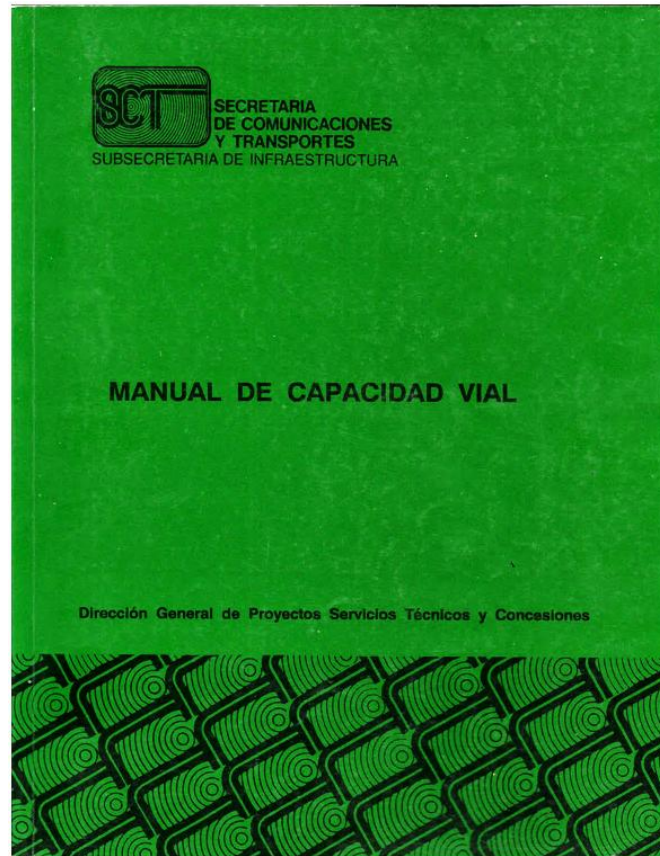 SCT
SECRETARIA
DE COMUNICACIONES
Y TRANSPORTES
SUBSECRETARIA DE INFRAESTRUCTURA
MANUAL DE CAPACIDAD VIAL
Dirección General de Proyectos Servicios Técnicos y Concesiones